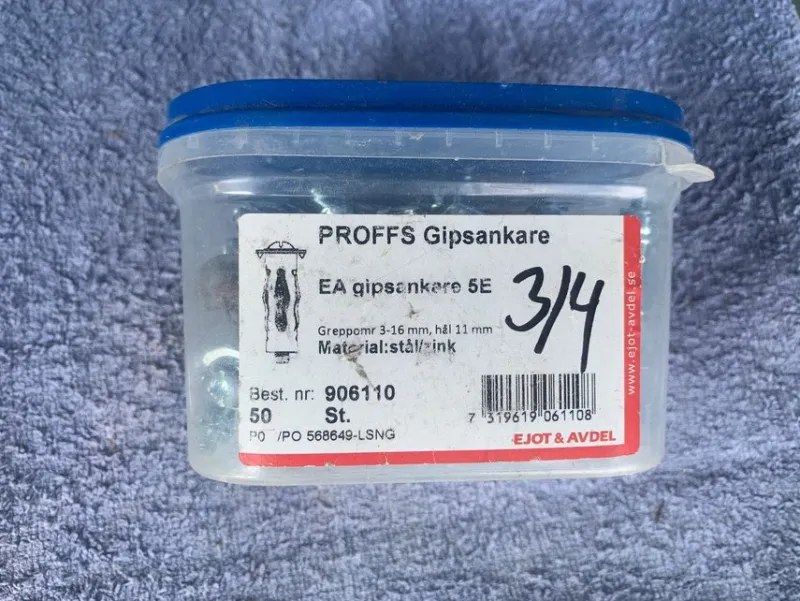 PROFFS Gipsankare
EA gipsankare 5E
3/4
Greppomr 3-16 mm, hål 11 mm
Material:stål/zink
Best. nr: 906110
50 St.
/PO 568649-LSNG
7 319619 061108
EJOT & AVDEL
www.ejot-avdel.se